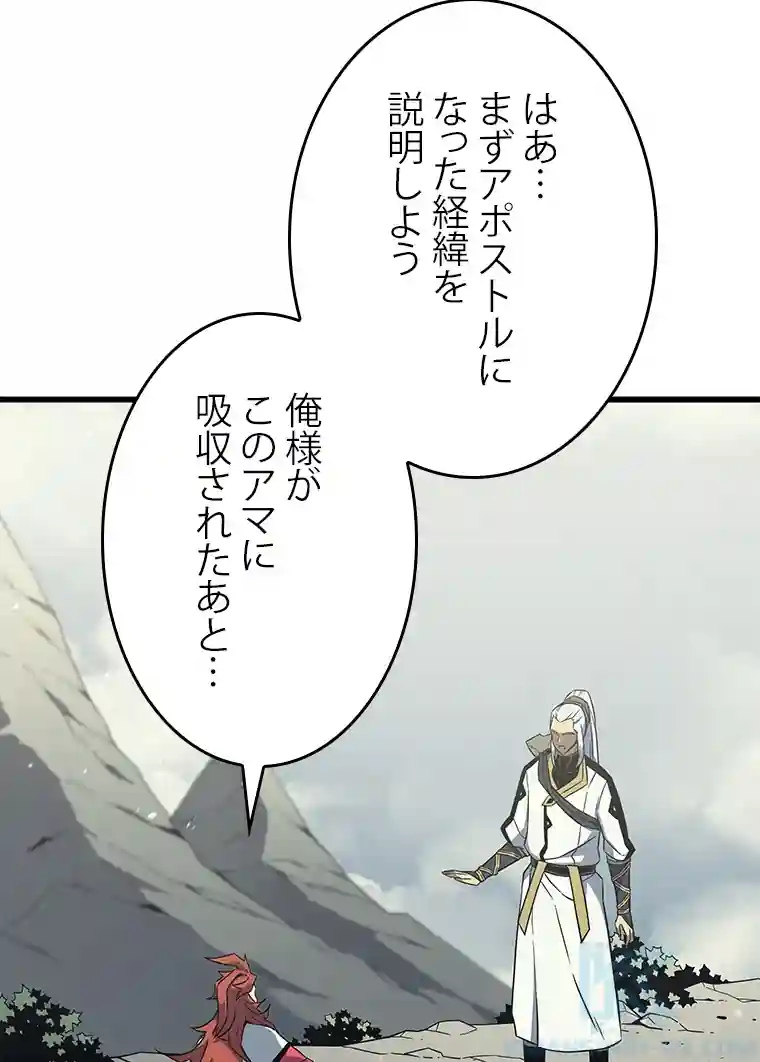 はあ…
まずアポストルに
なった経緯を
説明しよう
俺様が
このアマに
吸収されたあと…